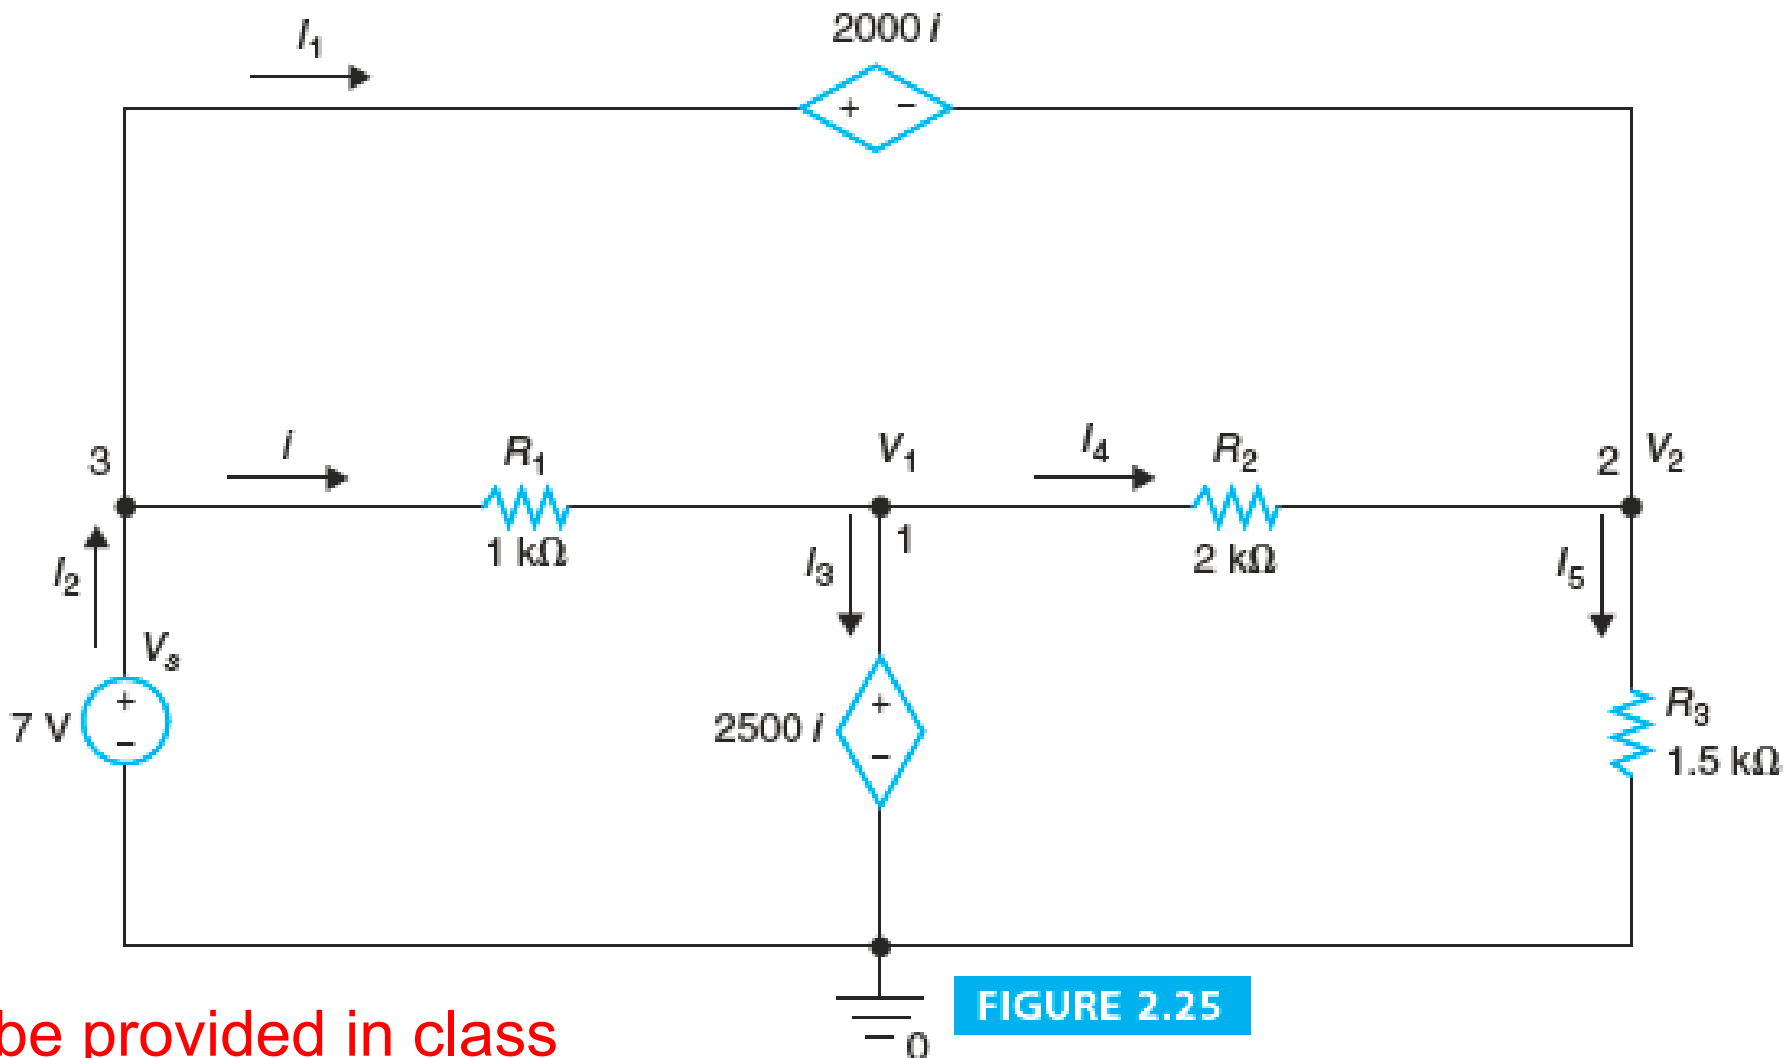 I1
2000 i
3
i
R1
V1
I4
R2
2
V2
1 kΩ
1
2 kΩ
I2
I3
I5
Vs
+
−
7 V
+
−
2500 i
+
−
R3
1.5 kΩ
0
FIGURE 2.25
be provided in class